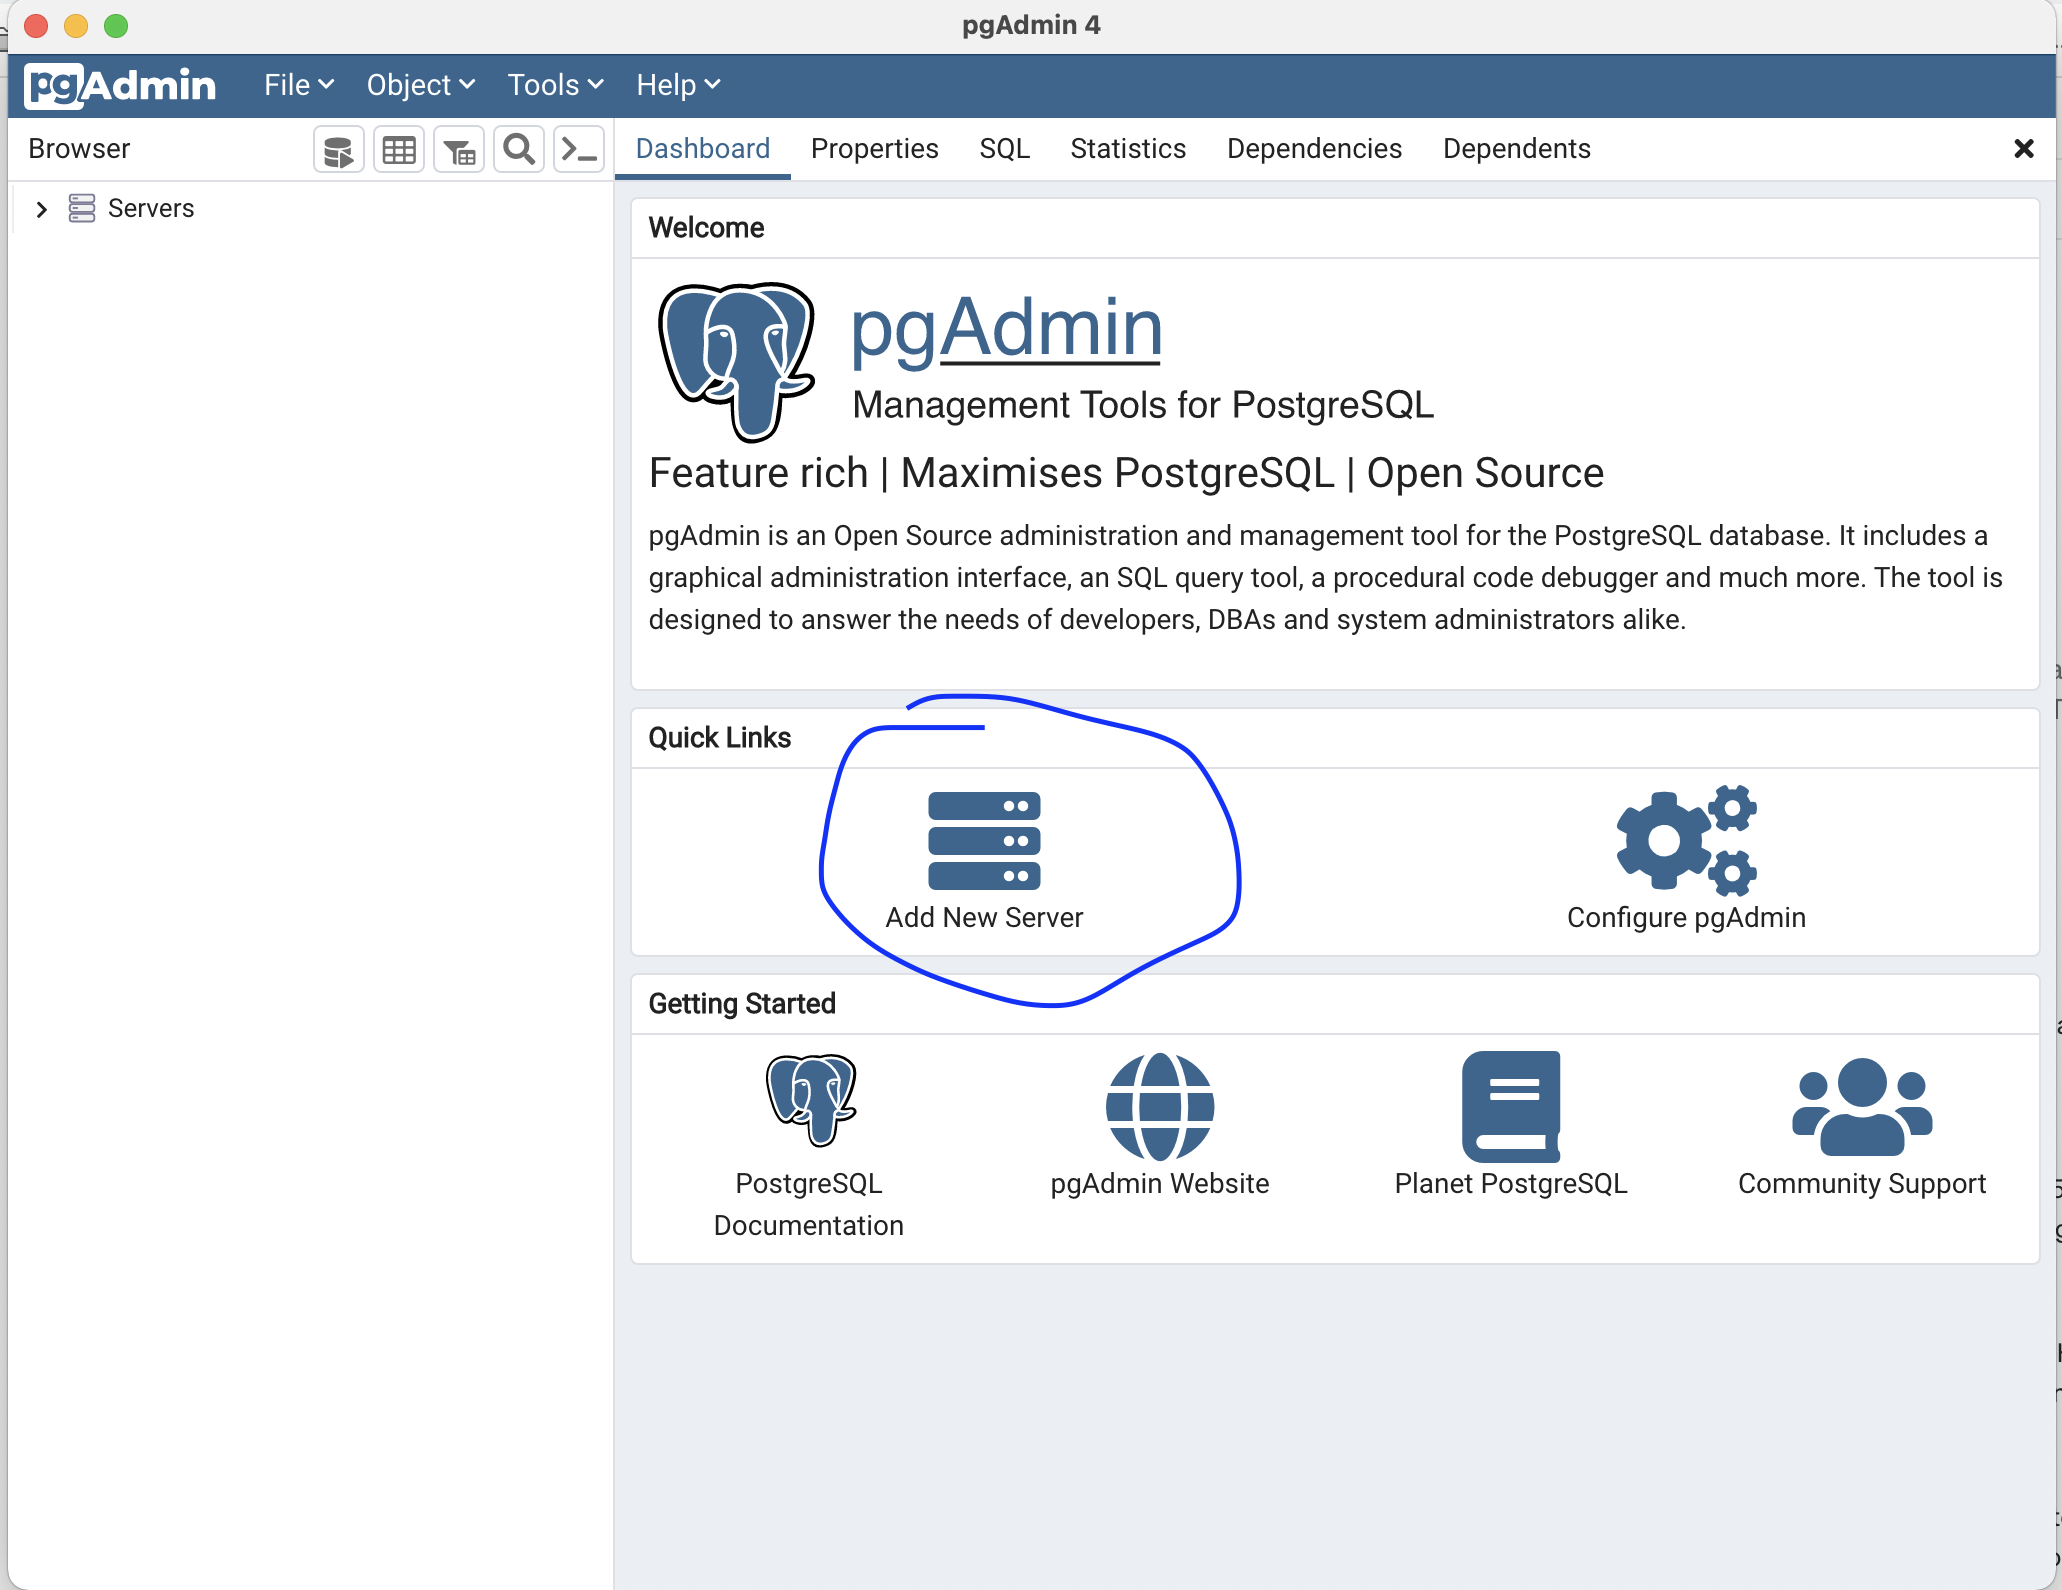 pgAdmin 4
pgAdmin File Object Tools Help
Browser
Dashboard Properties SQL Statistics Dependencies Dependents
Servers
Welcome
pgAdmin
Management Tools for PostgreSQL
Feature rich | Maximises PostgreSQL | Open Source
pgAdmin is an Open Source administration and management tool for the PostgreSQL database. It includes a
graphical administration interface, an SQL query tool, a procedural code debugger and much more. The tool is
designed to answer the needs of developers, DBAs and system administrators alike.
Quick Links
Add New Server
Configure pgAdmin
Getting Started
PostgreSQL
Documentation
pgAdmin Website
Planet PostgreSQL
Community Support